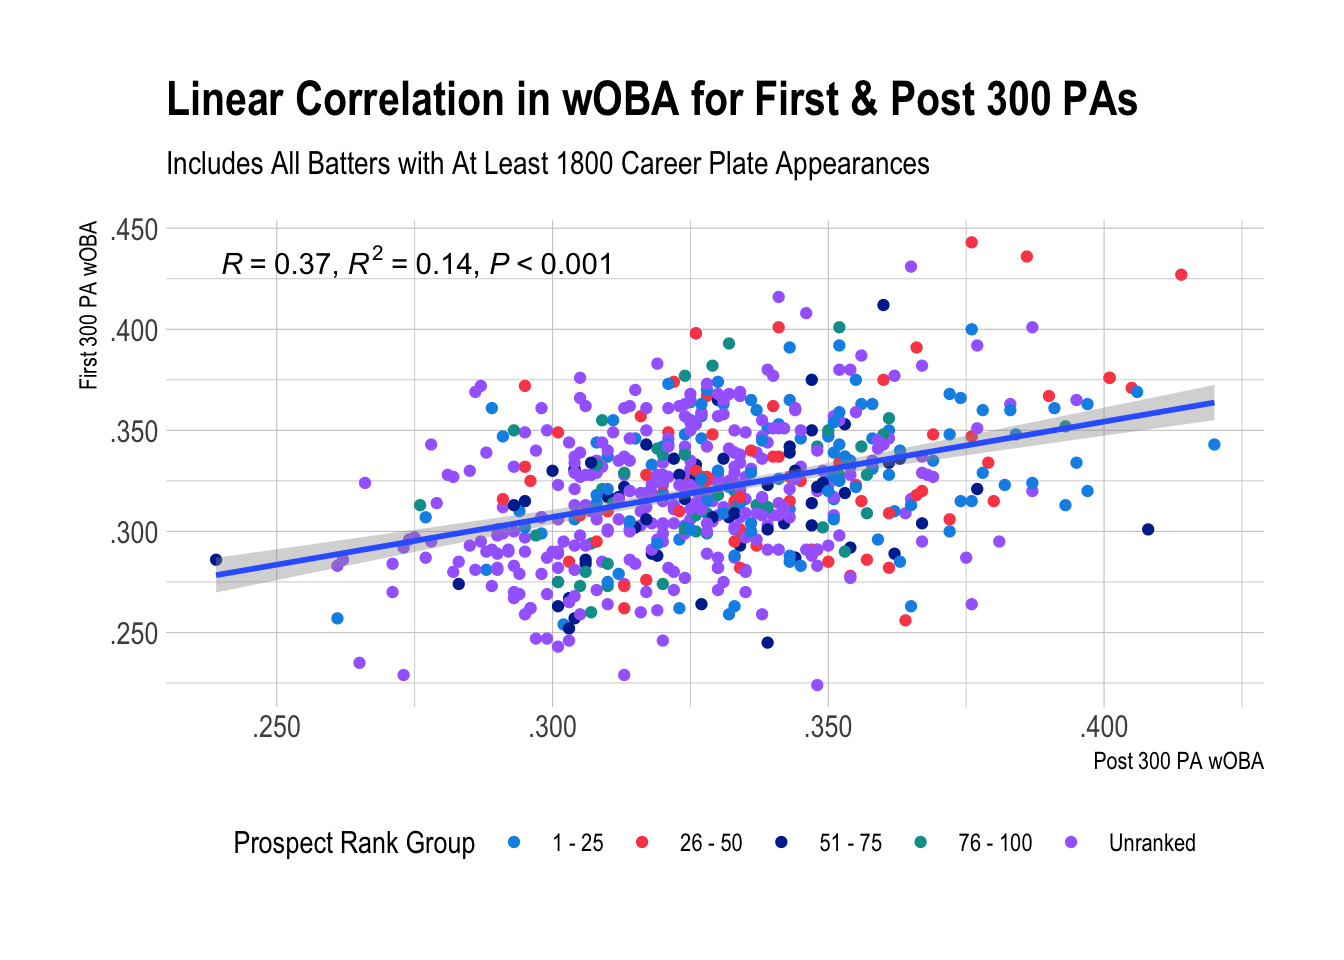 Linear Correlation in wOBA for First & Post 300 PAs
Includes All Batters with At Least 1800 Career Plate Appearances
First 300 PA wOBA
.450
.400
.350
.300
.250
R = 0.37, R² = 0.14, P < 0.001
.250 .300 .350 .400
Post 300 PA wOBA
Prospect Rank Group 1 - 25 26 - 50 51 - 75 76 - 100 Unranked